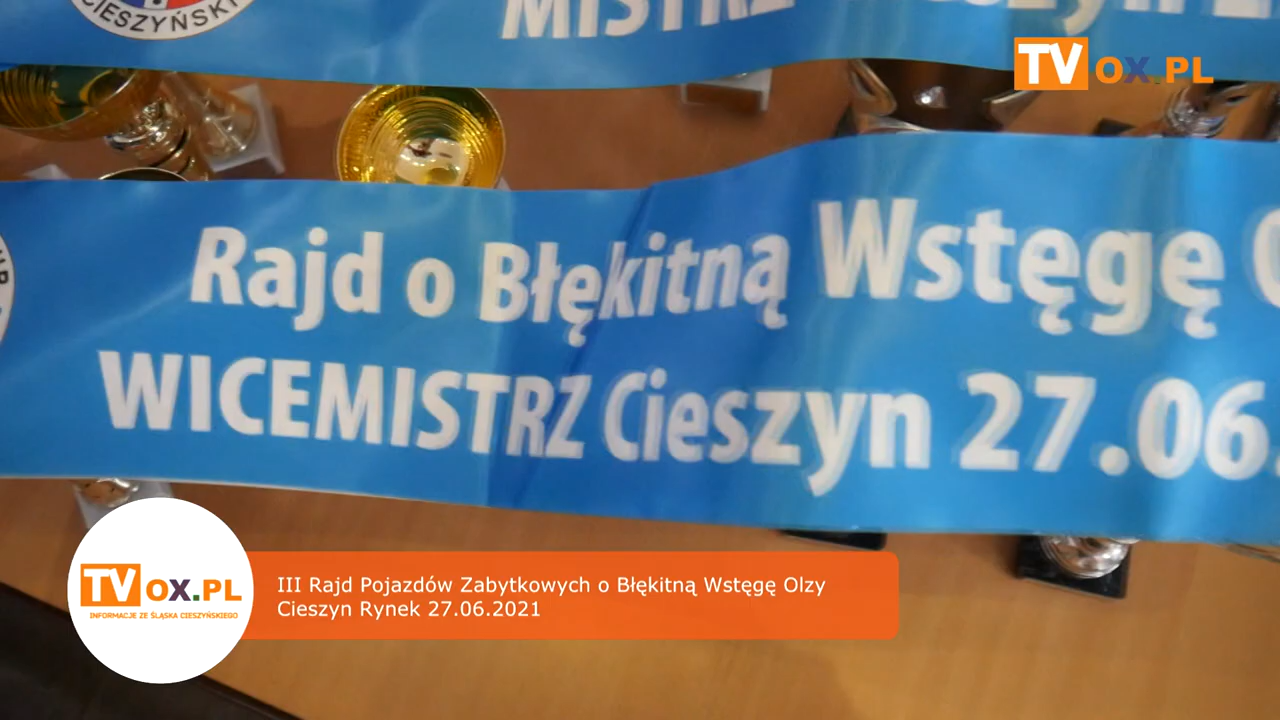 CIESZYŃSKI
MISTRZ
TVOX.PL
Rajd o Błękitną Wstęgę
WICEMISTRZ Cieszyn 27.06.
TVOX.PL
INFORMACJE ZE ŚLĄSKA CIESZYŃSKIEGO
III Rajd Pojazdów Zabytkowych o Błękitną Wstęgę Olzy
Cieszyn Rynek 27.06.2021